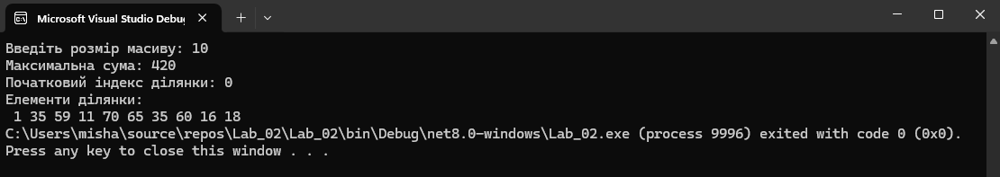 Microsoft Visual Studio Debug
Введіть розмір масиву: 10
Максимальна сума: 420
Початковий індекс ділянки: 0
Елементи ділянки:
 1 35 59 11 70 65 35 60 16 18
C:\Users\misha\source\repos\Lab_02\Lab_02\bin\Debug\net8.0-windows\Lab_02.exe (process 9996) exited with code 0 (0x0).
Press any key to close this window . . .